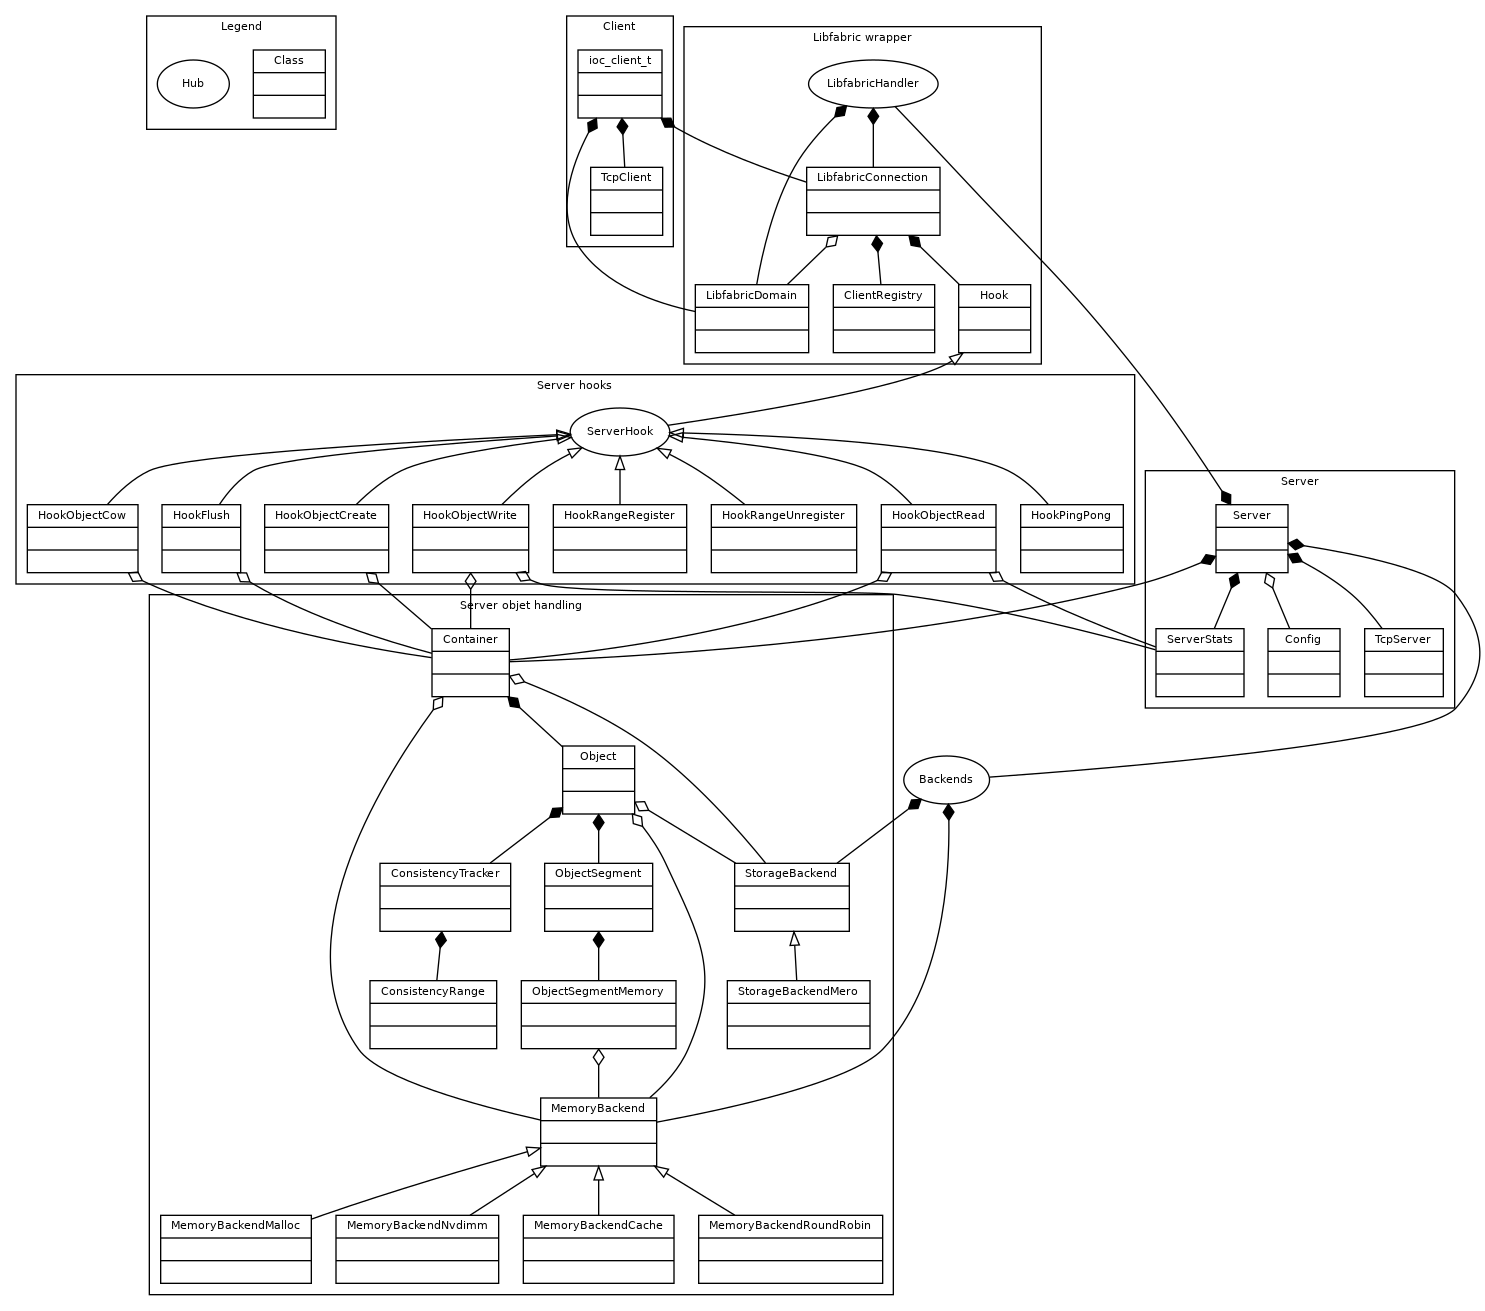 Legend
Hub
Class
Client
ioc_client_t
TcpClient
Libfabric wrapper
LibfabricHandler
LibfabricConnection
LibfabricDomain
ClientRegistry
Hook
Server hooks
ServerHook
HookObjectCow
HookFlush
HookObjectCreate
HookObjectWrite
HookRangeRegister
HookRangeUnregister
HookObjectRead
HookPingPong
Server
Server
ServerStats
Config
TcpServer
Server objet handling
Container
Object
Backends
ConsistencyTracker
ObjectSegment
StorageBackend
ConsistencyRange
ObjectSegmentMemory
StorageBackendMero
MemoryBackend
MemoryBackendMalloc
MemoryBackendNvdimm
MemoryBackendCache
MemoryBackendRoundRobin